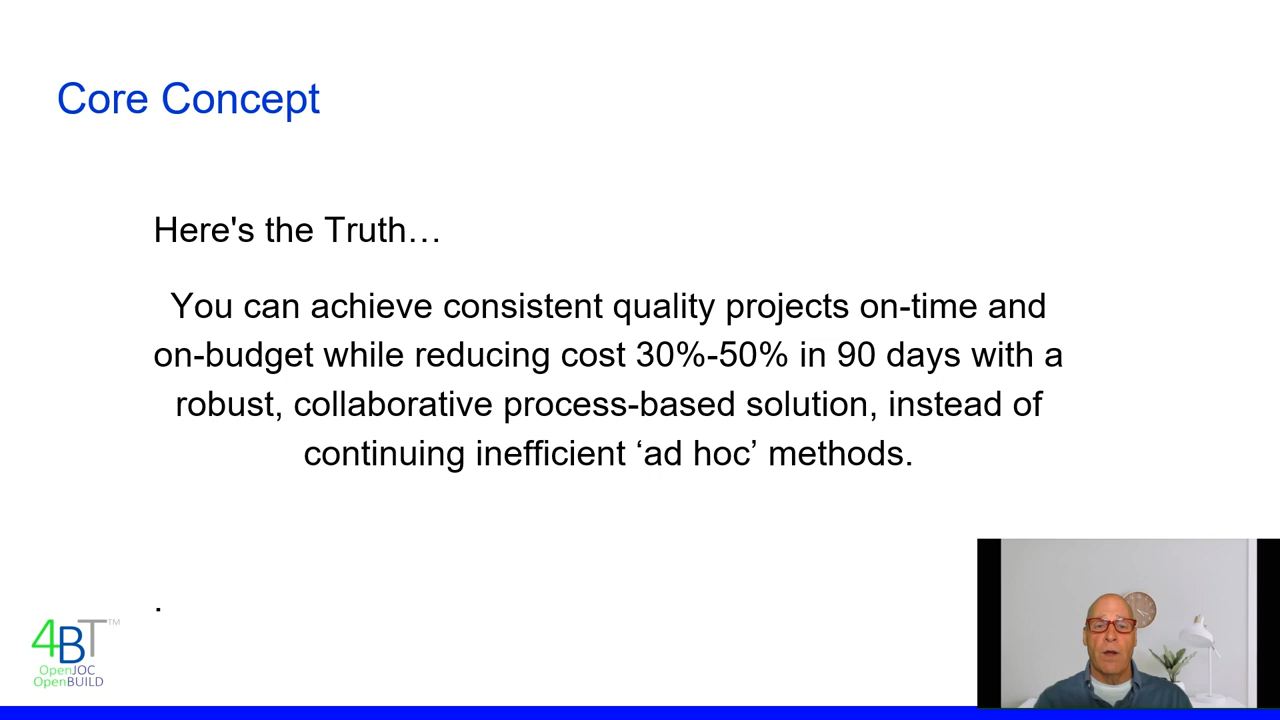 Core Concept
Here's the Truth…
You can achieve consistent quality projects on-time and
on-budget while reducing cost 30%-50% in 90 days with a
robust, collaborative process-based solution, instead of
continuing inefficient ‘ad hoc’ methods.
.
4BT™
OpenJOC
OpenBUILD